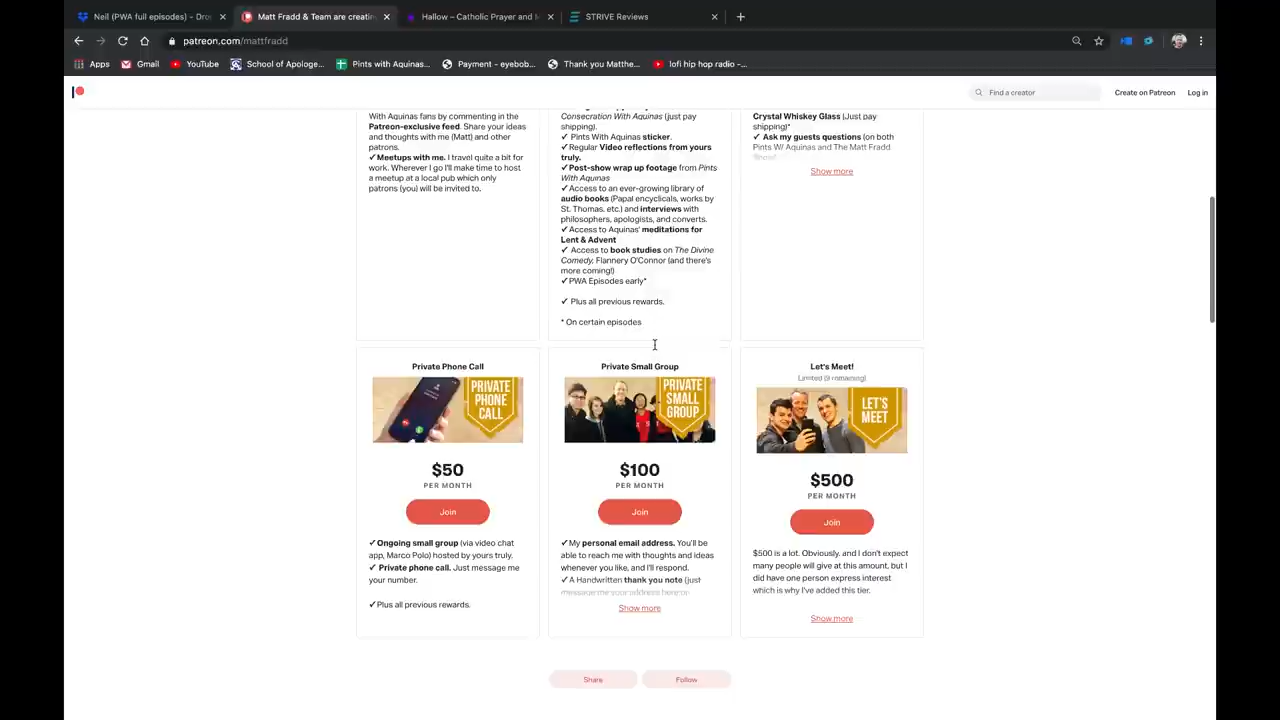 Neil (PWA full episodes) – Dro
Matt Fradd & Team are creatin
Hallow – Catholic Prayer and M
STRIVE Reviews
patreon.com/mattfradd
Apps
Gmail
YouTube
School of Apologe...
Pints with Aquinas...
Payment – eyebob...
Thank you Matthe...
lofi hip hop radio –...
Find a creator
Create on Patreon
Log in
With Aquinas fans by commenting in the
Patreon-exclusive feed. Share your ideas
and thoughts with me (Matt) and other
patrons.
✓Meetups with me. I travel quite a bit for
work. Wherever I go I'll make time to host
a meetup at a local pub which only
patrons (you) will be invited to.
Consecration With Aquinas (just pay
shipping).
✓ Pints With Aquinas sticker.
✓Regular Video reflections from yours
truly.
✓Post-show wrap up footage from Pints
With Aquinas
✓Access to an ever-growing library of
audio books (Papal encyclicals, works by
St. Thomas, etc.) and interviews with
philosophers, apologists, and converts.
✓Access to Aquinas' meditations for
Lent & Advent
✓ Access to book studies on The Divine
Comedy, Flannery O'Connor (and there's
more coming!)
✓PWA Episodes early*
✓ Plus all previous rewards.
* On certain episodes
Crystal Whiskey Glass (Just pay
shipping)*
✓ Ask my guests questions (on both
Pints W/ Aquinas and The Matt Fradd
Show)
Show more
Private Phone Call
PRIVATE
PHONE
CALL
$50
PER MONTH
Join
✓Ongoing small group (via video chat
app, Marco Polo) hosted by yours truly.
✓ Private phone call. Just message me
your number.
✓Plus all previous rewards.
Private Small Group
PRIVATE
SMALL
GROUP
$100
PER MONTH
Join
✓My personal email address. You'll be
able to reach me with thoughts and ideas
whenever you like, and I'll respond.
✓A Handwritten thank you note (just
message me your address here or
Show more
Let's Meet!
Limited (9 remaining)
LET'S
MEET
$500
PER MONTH
Join
$500 is a lot. Obviously. and I don't expect
many people will give at this amount, but I
did have one person express interest
which is why I've added this tier.
Show more
Share
Follow